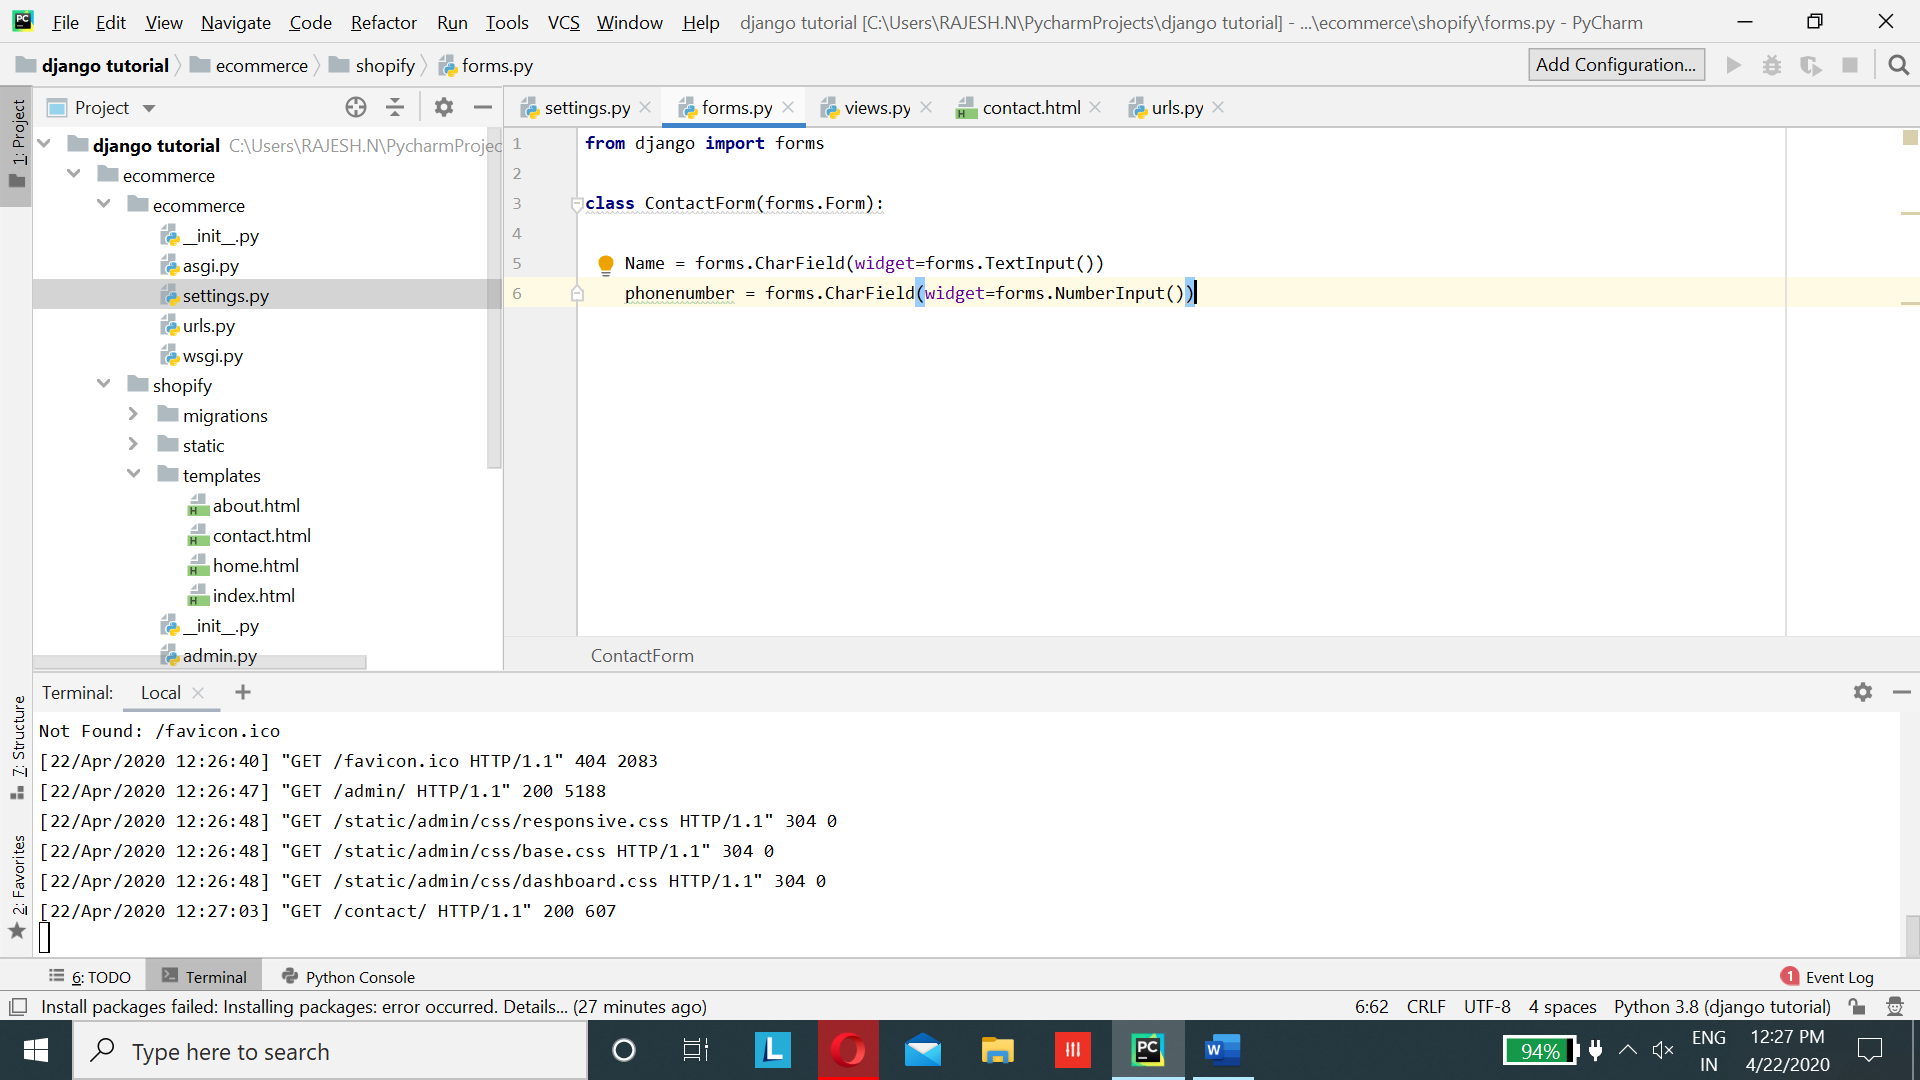 PC File Edit View Navigate Code Refactor Run Tools VCS Window Help django tutorial [C:\Users\RAJESH.N\PycharmProjects\django tutorial] - ...\ecommerce\shopify\forms.py - PyCharm
django tutorial ecommerce shopify forms.py Add Configuration...
1: Project
Project
settings.py forms.py views.py contact.html urls.py
django tutorial C:\Users\RAJESH.N\PycharmProjec
ecommerce
ecommerce
__init__.py
asgi.py
settings.py
urls.py
wsgi.py
shopify
migrations
static
templates
about.html
contact.html
home.html
index.html
__init__.py
admin.py
1 from django import forms
2
3 class ContactForm(forms.Form):
4
5 Name = forms.CharField(widget=forms.TextInput())
6 phonenumber = forms.CharField(widget=forms.NumberInput())
ContactForm
7: Structure
2: Favorites
Terminal: Local +
Not Found: /favicon.ico
[22/Apr/2020 12:26:40] "GET /favicon.ico HTTP/1.1" 404 2083
[22/Apr/2020 12:26:47] "GET /admin/ HTTP/1.1" 200 5188
[22/Apr/2020 12:26:48] "GET /static/admin/css/responsive.css HTTP/1.1" 304 0
[22/Apr/2020 12:26:48] "GET /static/admin/css/base.css HTTP/1.1" 304 0
[22/Apr/2020 12:26:48] "GET /static/admin/css/dashboard.css HTTP/1.1" 304 0
[22/Apr/2020 12:27:03] "GET /contact/ HTTP/1.1" 200 607
6: TODO Terminal Python Console 1 Event Log
Install packages failed: Installing packages: error occurred. Details... (27 minutes ago) 6:62 CRLF UTF-8 4 spaces Python 3.8 (django tutorial)
Type here to search L PC W 94% ENG 12:27 PM
IN 4/22/2020